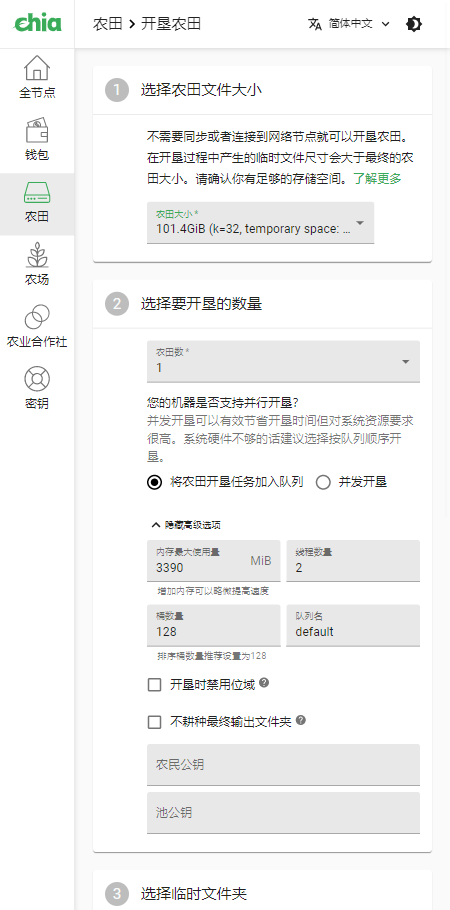 chia
农田 > 开垦农田
简体中文
全节点
钱包
农田
农场
农业合作社
密钥
1 选择农田文件大小
不需要同步或者连接到网络节点就可以开垦农田。
在开垦过程中产生的临时文件尺寸会大于最终的农
田大小。请确认你有足够的存储空间。了解更多
农田大小 *
101.4GiB (k=32, temporary space: ...
2 选择要开垦的数量
农田数 *
1
您的机器是否支持并行开垦?
并发开垦可以有效节省开垦时间但对系统资源要求
很高。系统硬件不够的话建议选择按队列顺序开
垦。
将农田开垦任务加入队列 并发开垦
隐藏高级选项
内存最大使用量
3390 MiB
增加内存可以略微提高速度
线程数量
2
桶数量
128
排序桶数量推荐设置为128
队列名
default
开垦时禁用位域
不耕种最终输出文件夹
农民公钥
池公钥
3 选择临时文件夹